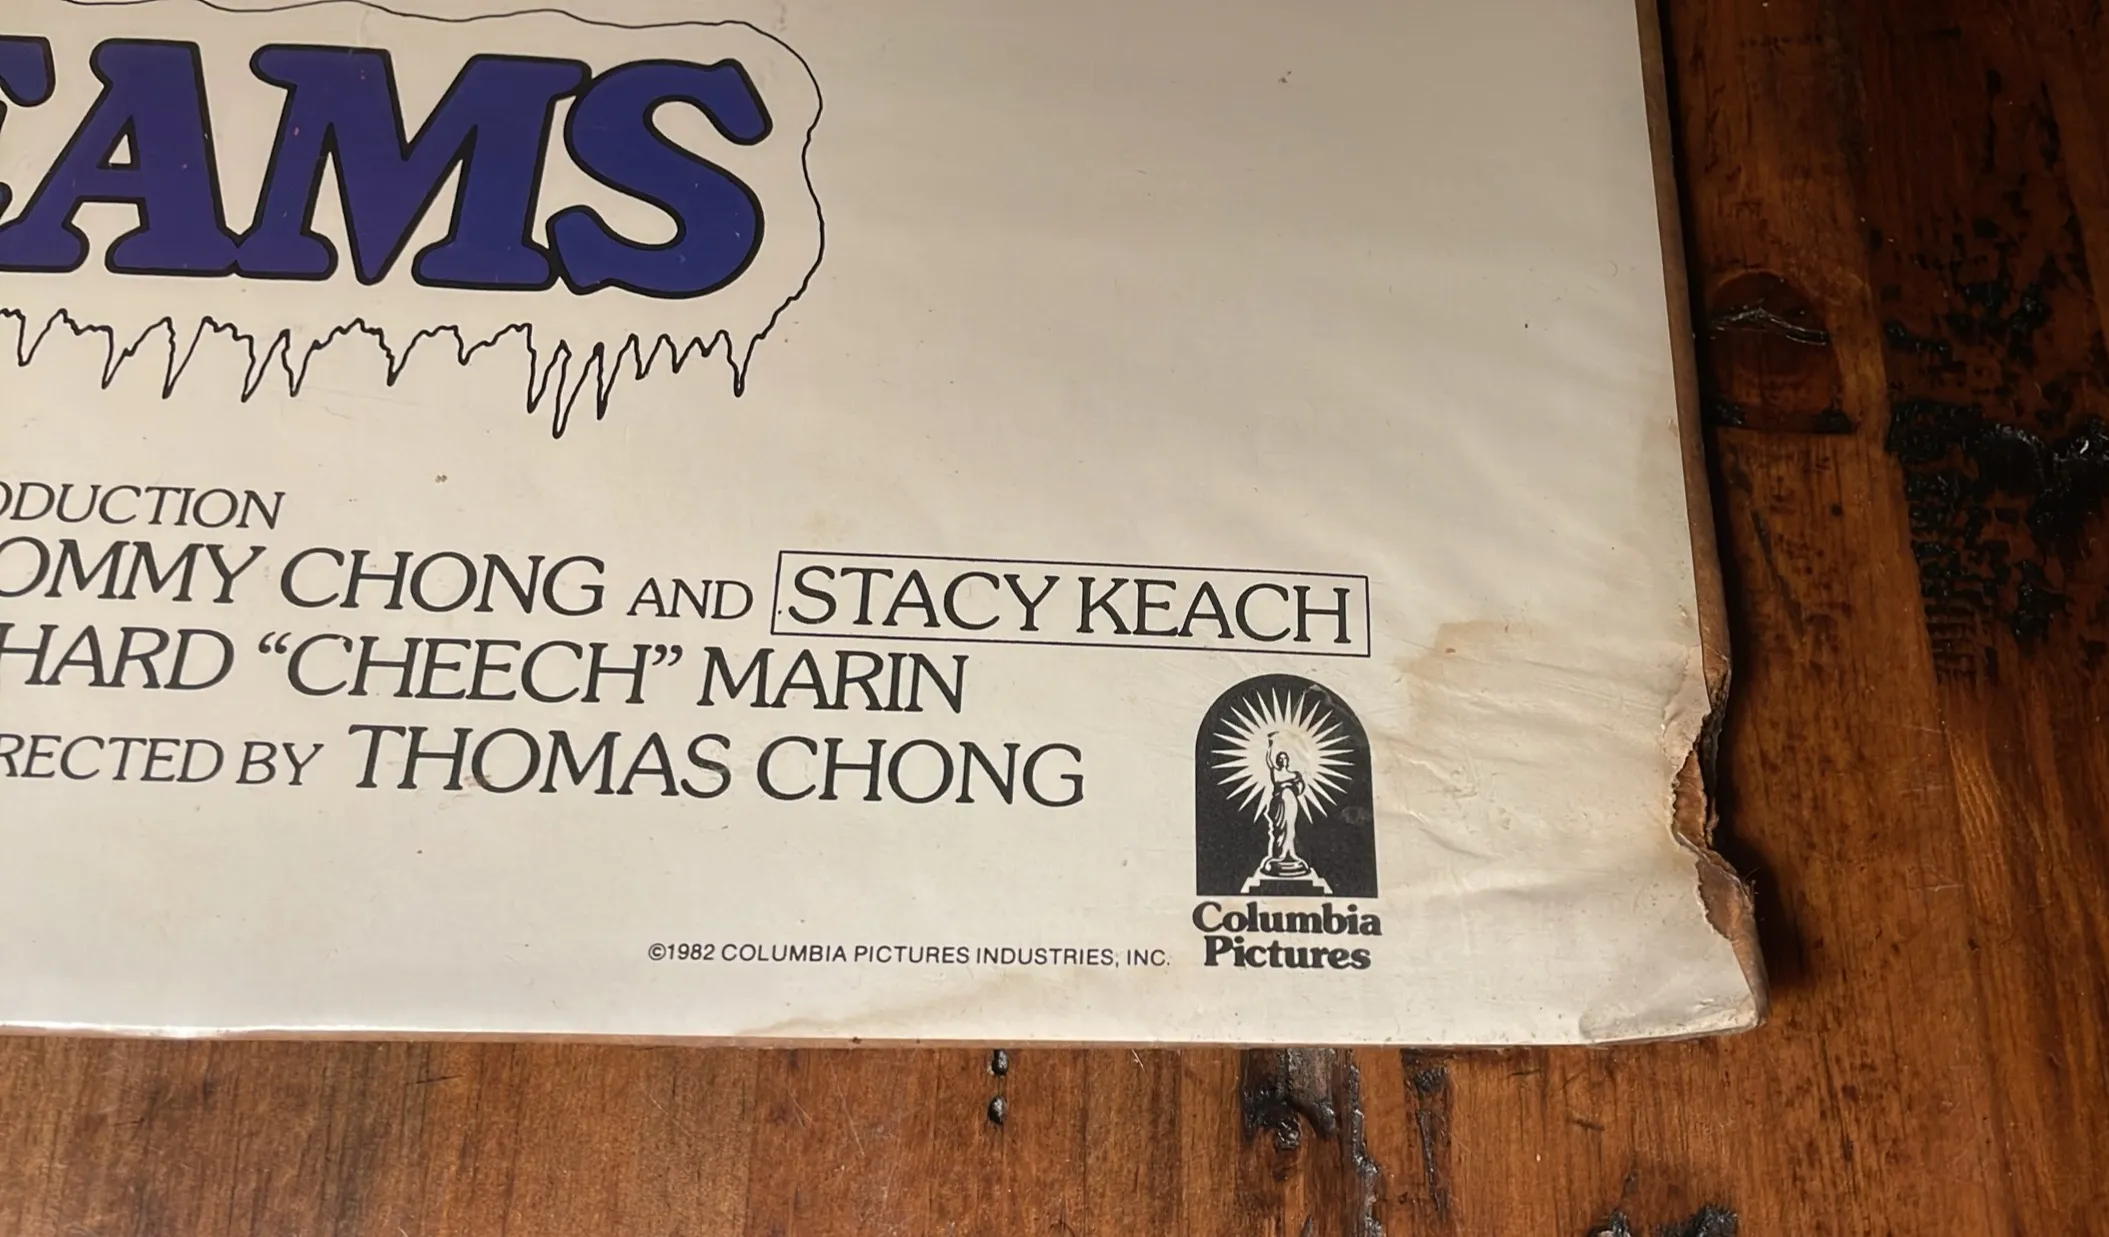 EAMS
ODUCTION
OMMY CHONG AND STACY KEACH
HARD “CHEECH” MARIN
RECTED BY THOMAS CHONG
©1982 COLUMBIA PICTURES INDUSTRIES, INC.
Columbia
Pictures